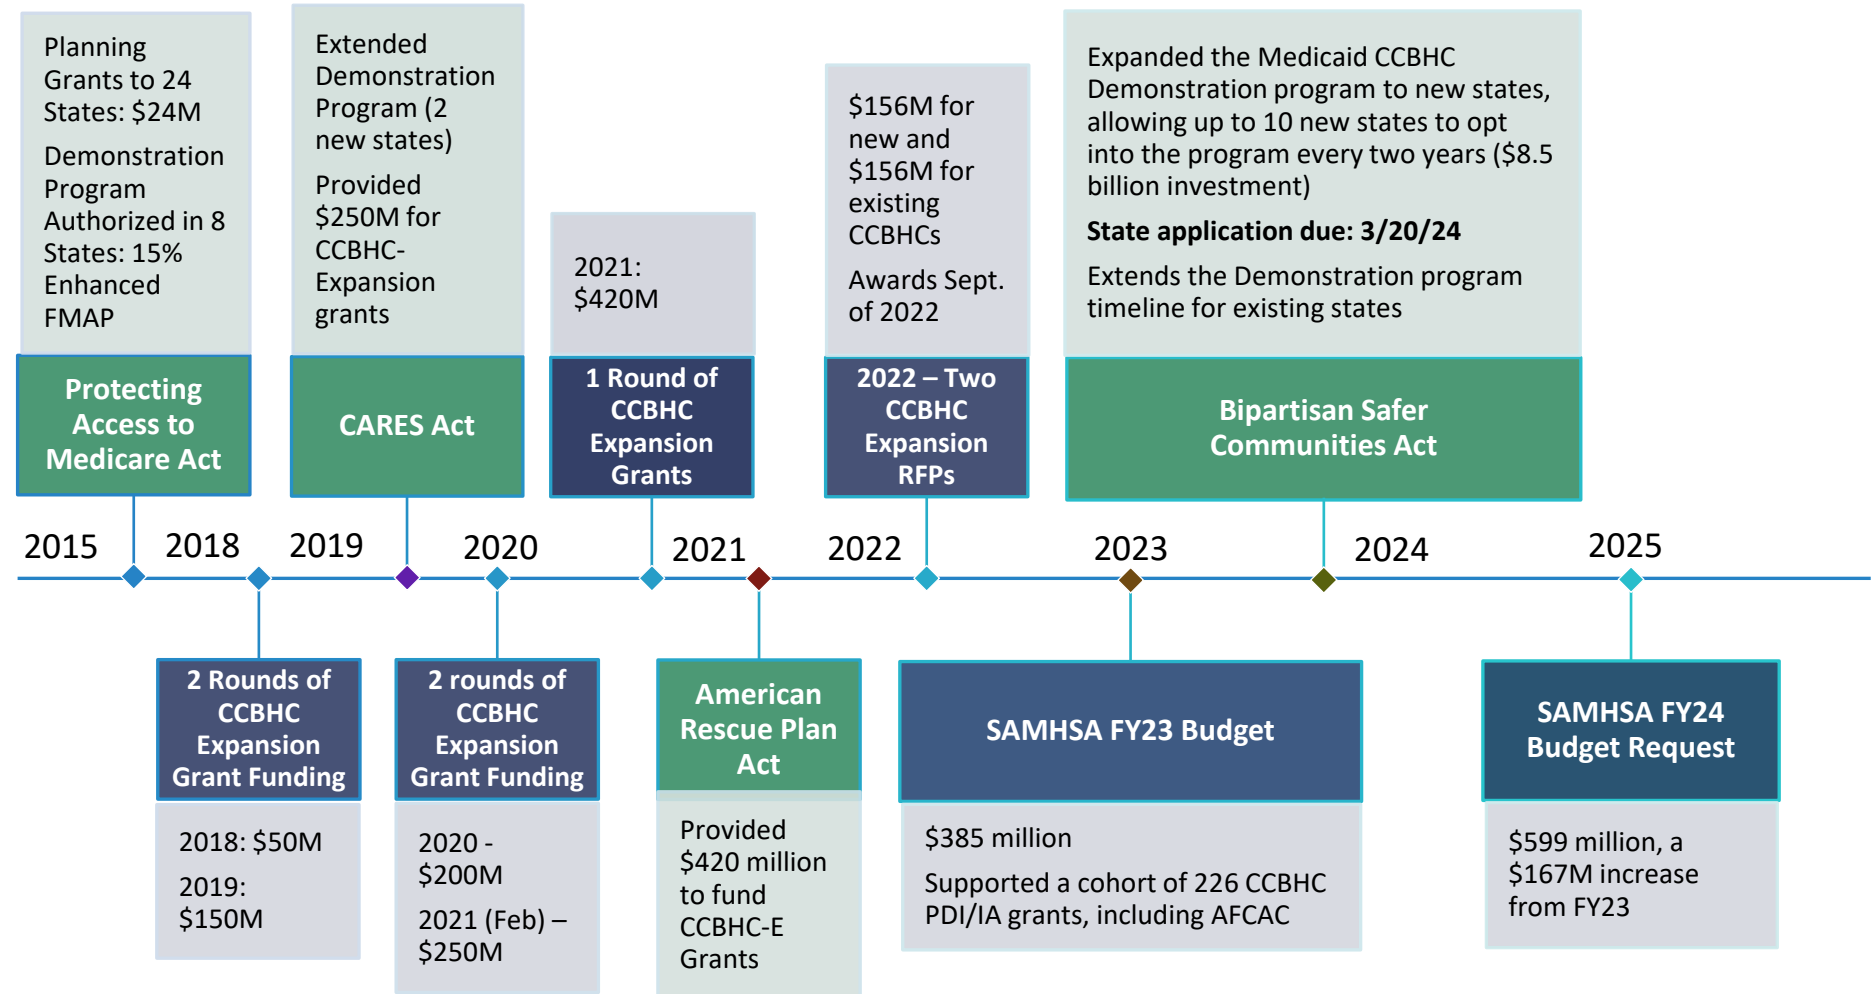 Planning
Grants to 24
States: $24M
Demonstration
Program
Authorized in 8
States: 15%
Enhanced
FMAP
Protecting
Access to
Medicare Act
Extended
Demonstration
Program (2
new states)
Provided
$250M for
CCBHC-
Expansion
grants
CARES Act
2021:
$420M
1 Round of
CCBHC
Expansion
Grants
$156M for
new and
$156M for
existing
CCBHCs
Awards Sept.
of 2022
2022 – Two
CCBHC
Expansion
RFPs
Expanded the Medicaid CCBHC
Demonstration program to new states,
allowing up to 10 new states to opt
into the program every two years ($8.5
billion investment)
State application due: 3/20/24
Extends the Demonstration program
timeline for existing states
Bipartisan Safer
Communities Act
2015 2018 2019 2020 2021 2022 2023 2024 2025
2 Rounds of
CCBHC
Expansion
Grant Funding
2018: $50M
2019:
$150M
2 rounds of
CCBHC
Expansion
Grant Funding
2020 -
$200M
2021 (Feb) –
$250M
American
Rescue Plan
Act
Provided
$420 million
to fund
CCBHC-E
Grants
SAMHSA FY23 Budget
$385 million
Supported a cohort of 226 CCBHC
PDI/IA grants, including AFCAC
SAMHSA FY24
Budget Request
$599 million, a
$167M increase
from FY23